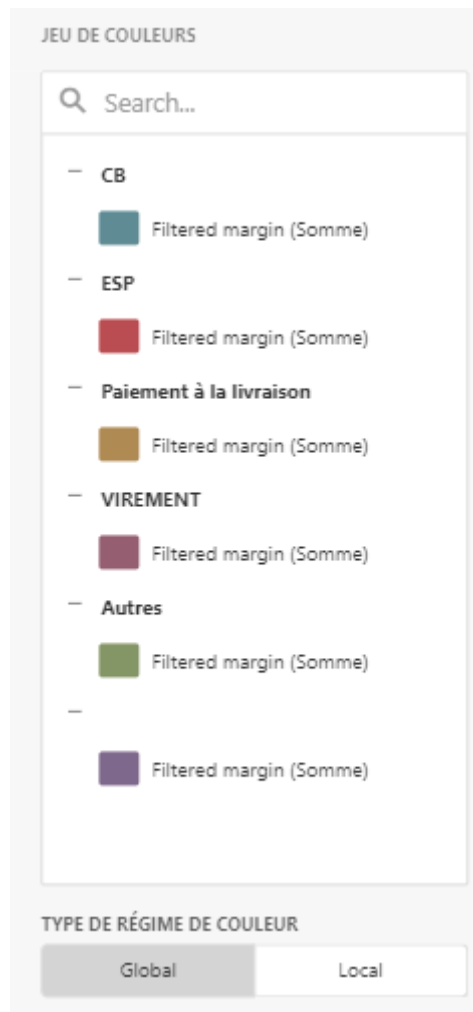 JEU DE COULEURS
Search...
CB
Filtered margin (Somme)
ESP
Filtered margin (Somme)
Paiement à la livraison
Filtered margin (Somme)
VIREMENT
Filtered margin (Somme)
Autres
Filtered margin (Somme)
Filtered margin (Somme)
TYPE DE RÉGIME DE COULEUR
Global Local